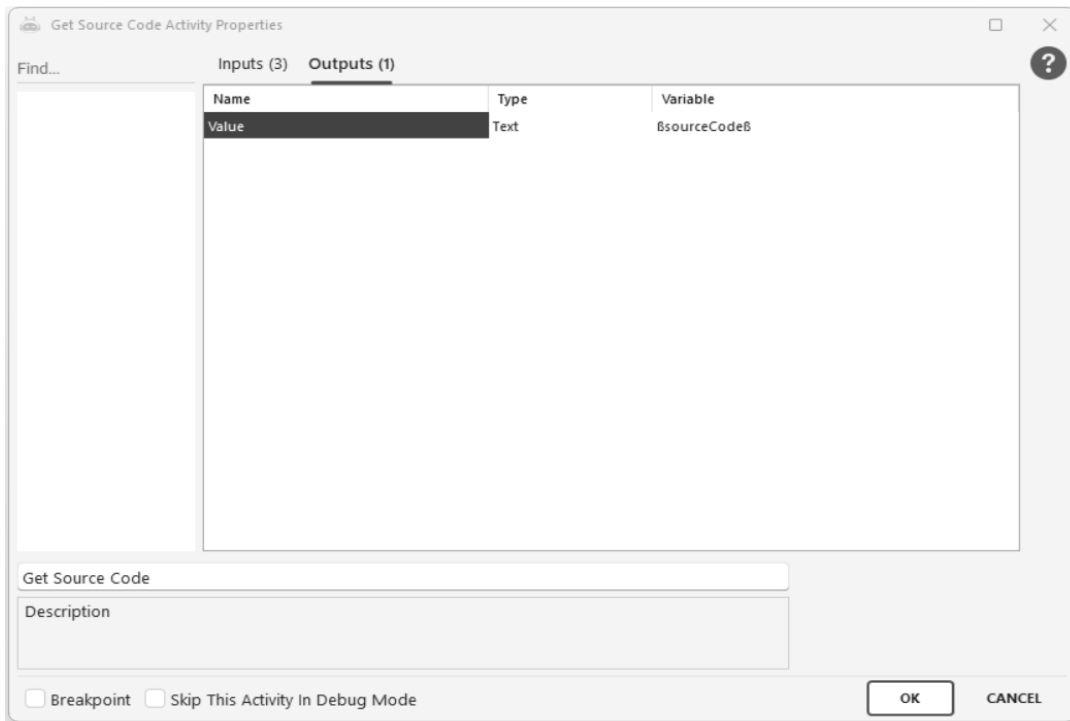 Get Source Code Activity Properties
Find...
Inputs (3) Outputs (1)
?
Name Type Variable
Value Text ßsourceCodeß
Get Source Code
Description
Breakpoint Skip This Activity In Debug Mode OK CANCEL